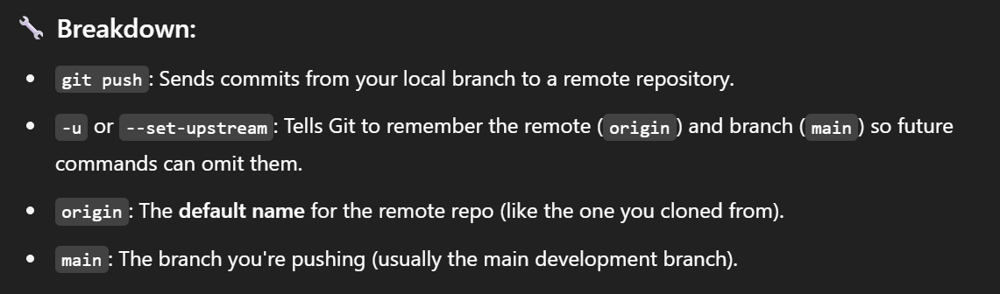 🔧 Breakdown:
• git push: Sends commits from your local branch to a remote repository.
• -u or --set-upstream: Tells Git to remember the remote (origin) and branch (main) so future
commands can omit them.
• origin: The default name for the remote repo (like the one you cloned from).
• main: The branch you're pushing (usually the main development branch).